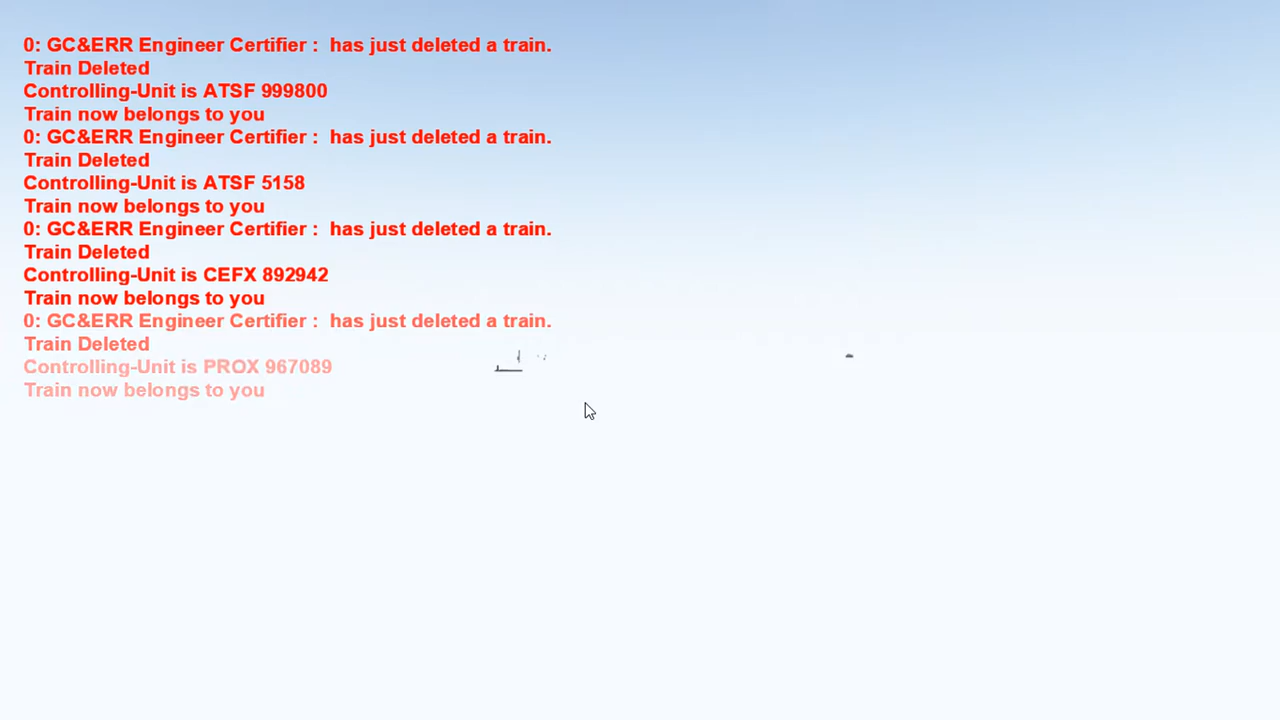 0: GC&ERR Engineer Certifier :  has just deleted a train.
Train Deleted
Controlling-Unit is ATSF 999800
Train now belongs to you
0: GC&ERR Engineer Certifier :  has just deleted a train.
Train Deleted
Controlling-Unit is ATSF 5158
Train now belongs to you
0: GC&ERR Engineer Certifier :  has just deleted a train.
Train Deleted
Controlling-Unit is CEFX 892942
Train now belongs to you
0: GC&ERR Engineer Certifier :  has just deleted a train.
Train Deleted
Controlling-Unit is PROX 967089
Train now belongs to you